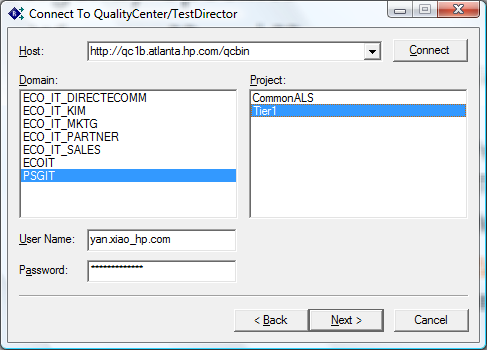 Connect To QualityCenter/TestDirector
Host: http://qc1b.atlanta.hp.com/qcbin Connect
Domain: Project:
ECO_IT_DIRECTECOMM CommonALS
ECO_IT_KIM Tier1
ECO_IT_MKTG
ECO_IT_PARTNER
ECO_IT_SALES
ECOIT
PSGIT
User Name: yan.xiao_hp.com
Password: *************
< Back Next > Cancel